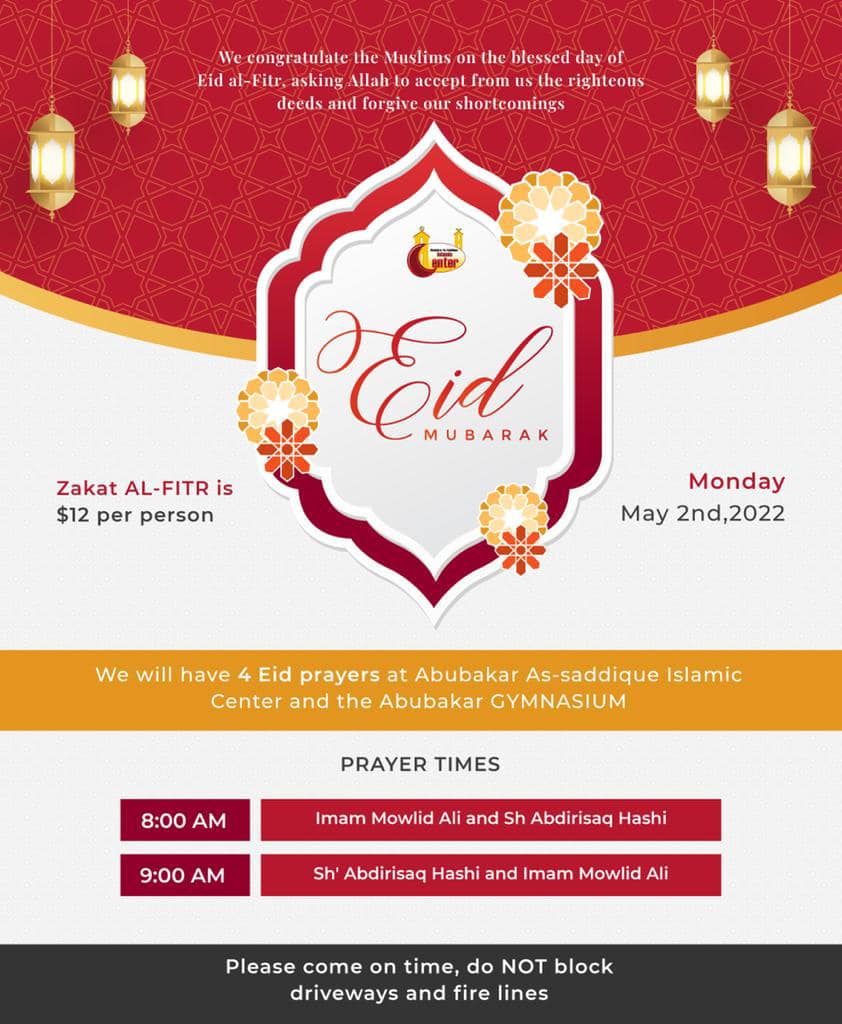 We congratulate the Muslims on the blessed day of
Eid al-Fitr, asking Allah to accept from us the righteous
deeds and forgive our shortcomings
Islamic
Center
Eid
MUBARAK
Zakat AL-FITR is
$12 per person
Monday
May 2nd,2022
We will have 4 Eid prayers at Abubakar As-saddique Islamic
Center and the Abubakar GYMNASIUM
PRAYER TIMES
8:00 AM
Imam Mowlid Ali and Sh Abdirisaq Hashi
9:00 AM
Sh' Abdirisaq Hashi and Imam Mowlid Ali
Please come on time, do NOT block
driveways and fire lines